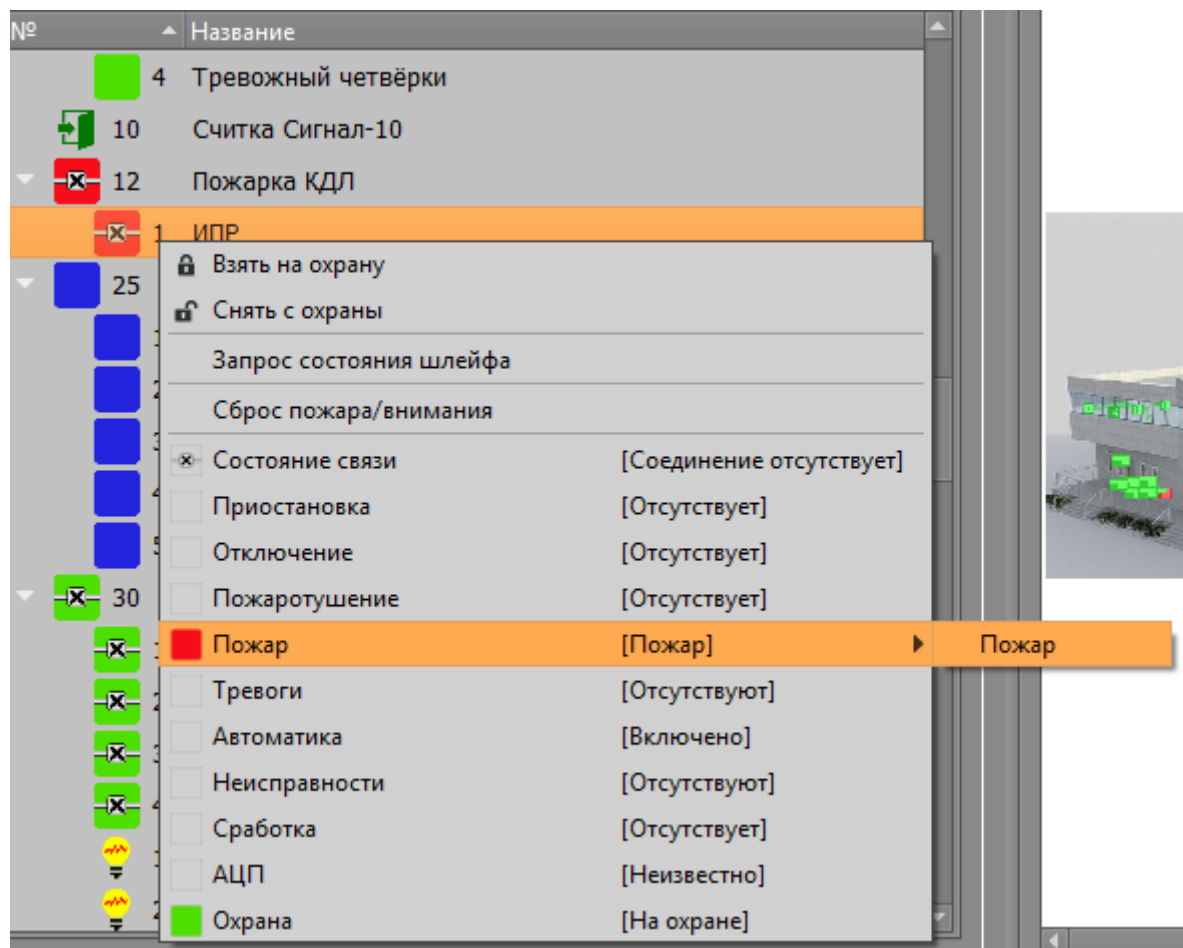 № Название
4 Тревожный четвёрки
10 Считка Сигнал-10
12 Пожарка КДЛ
1 ИПР
25
30
Взять на охрану
Снять с охраны
Запрос состояния шлейфа
Сброс пожара/внимания
Состояние связи [Соединение отсутствует]
Приостановка [Отсутствует]
Отключение [Отсутствует]
Пожаротушение [Отсутствует]
Пожар [Пожар] Пожар
Тревоги [Отсутствуют]
Автоматика [Включено]
Неисправности [Отсутствуют]
Сработка [Отсутствует]
АЦП [Неизвестно]
Охрана [На охране]